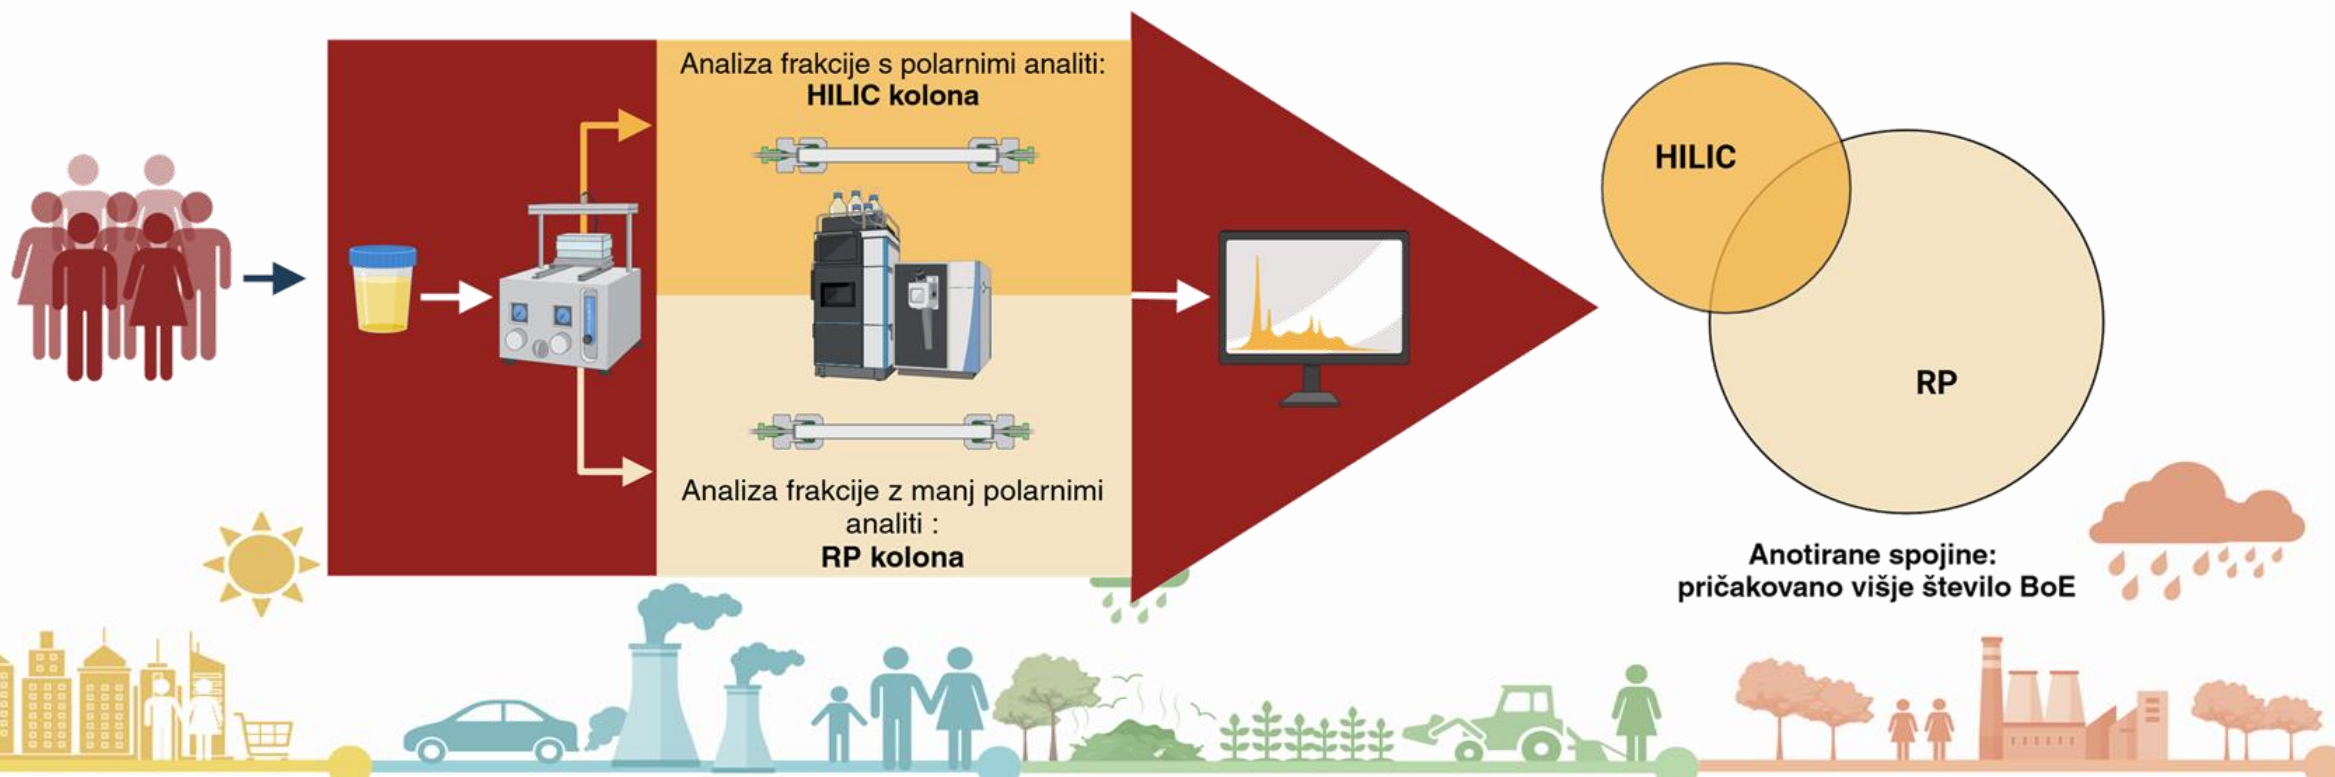 Analiza frakcije s polarnimi analiti:
HILIC kolona
Analiza frakcije z manj polarnimi
analiti :
RP kolona
HILIC
RP
Anotirane spojine:
pričakovano višje število BoE